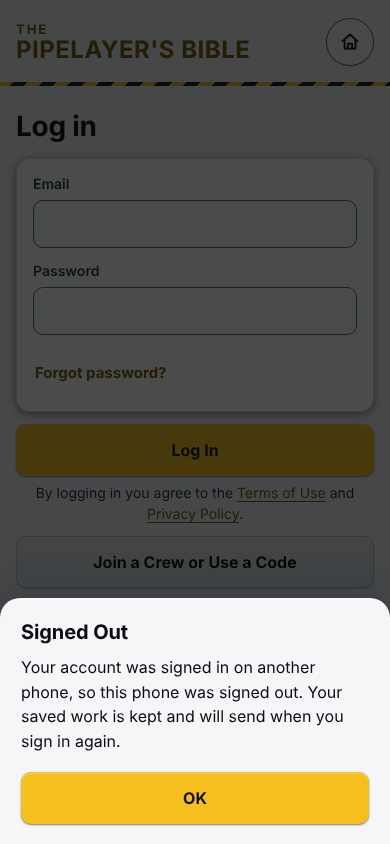 THE
PIPELAYER'S BIBLE
Log in
Email
Password
Forgot password?
Log In
By logging in you agree to the Terms of Use and
Privacy Policy.
Join a Crew or Use a Code
Signed Out
Your account was signed in on another
phone, so this phone was signed out. Your
saved work is kept and will send when you
sign in again.
OK